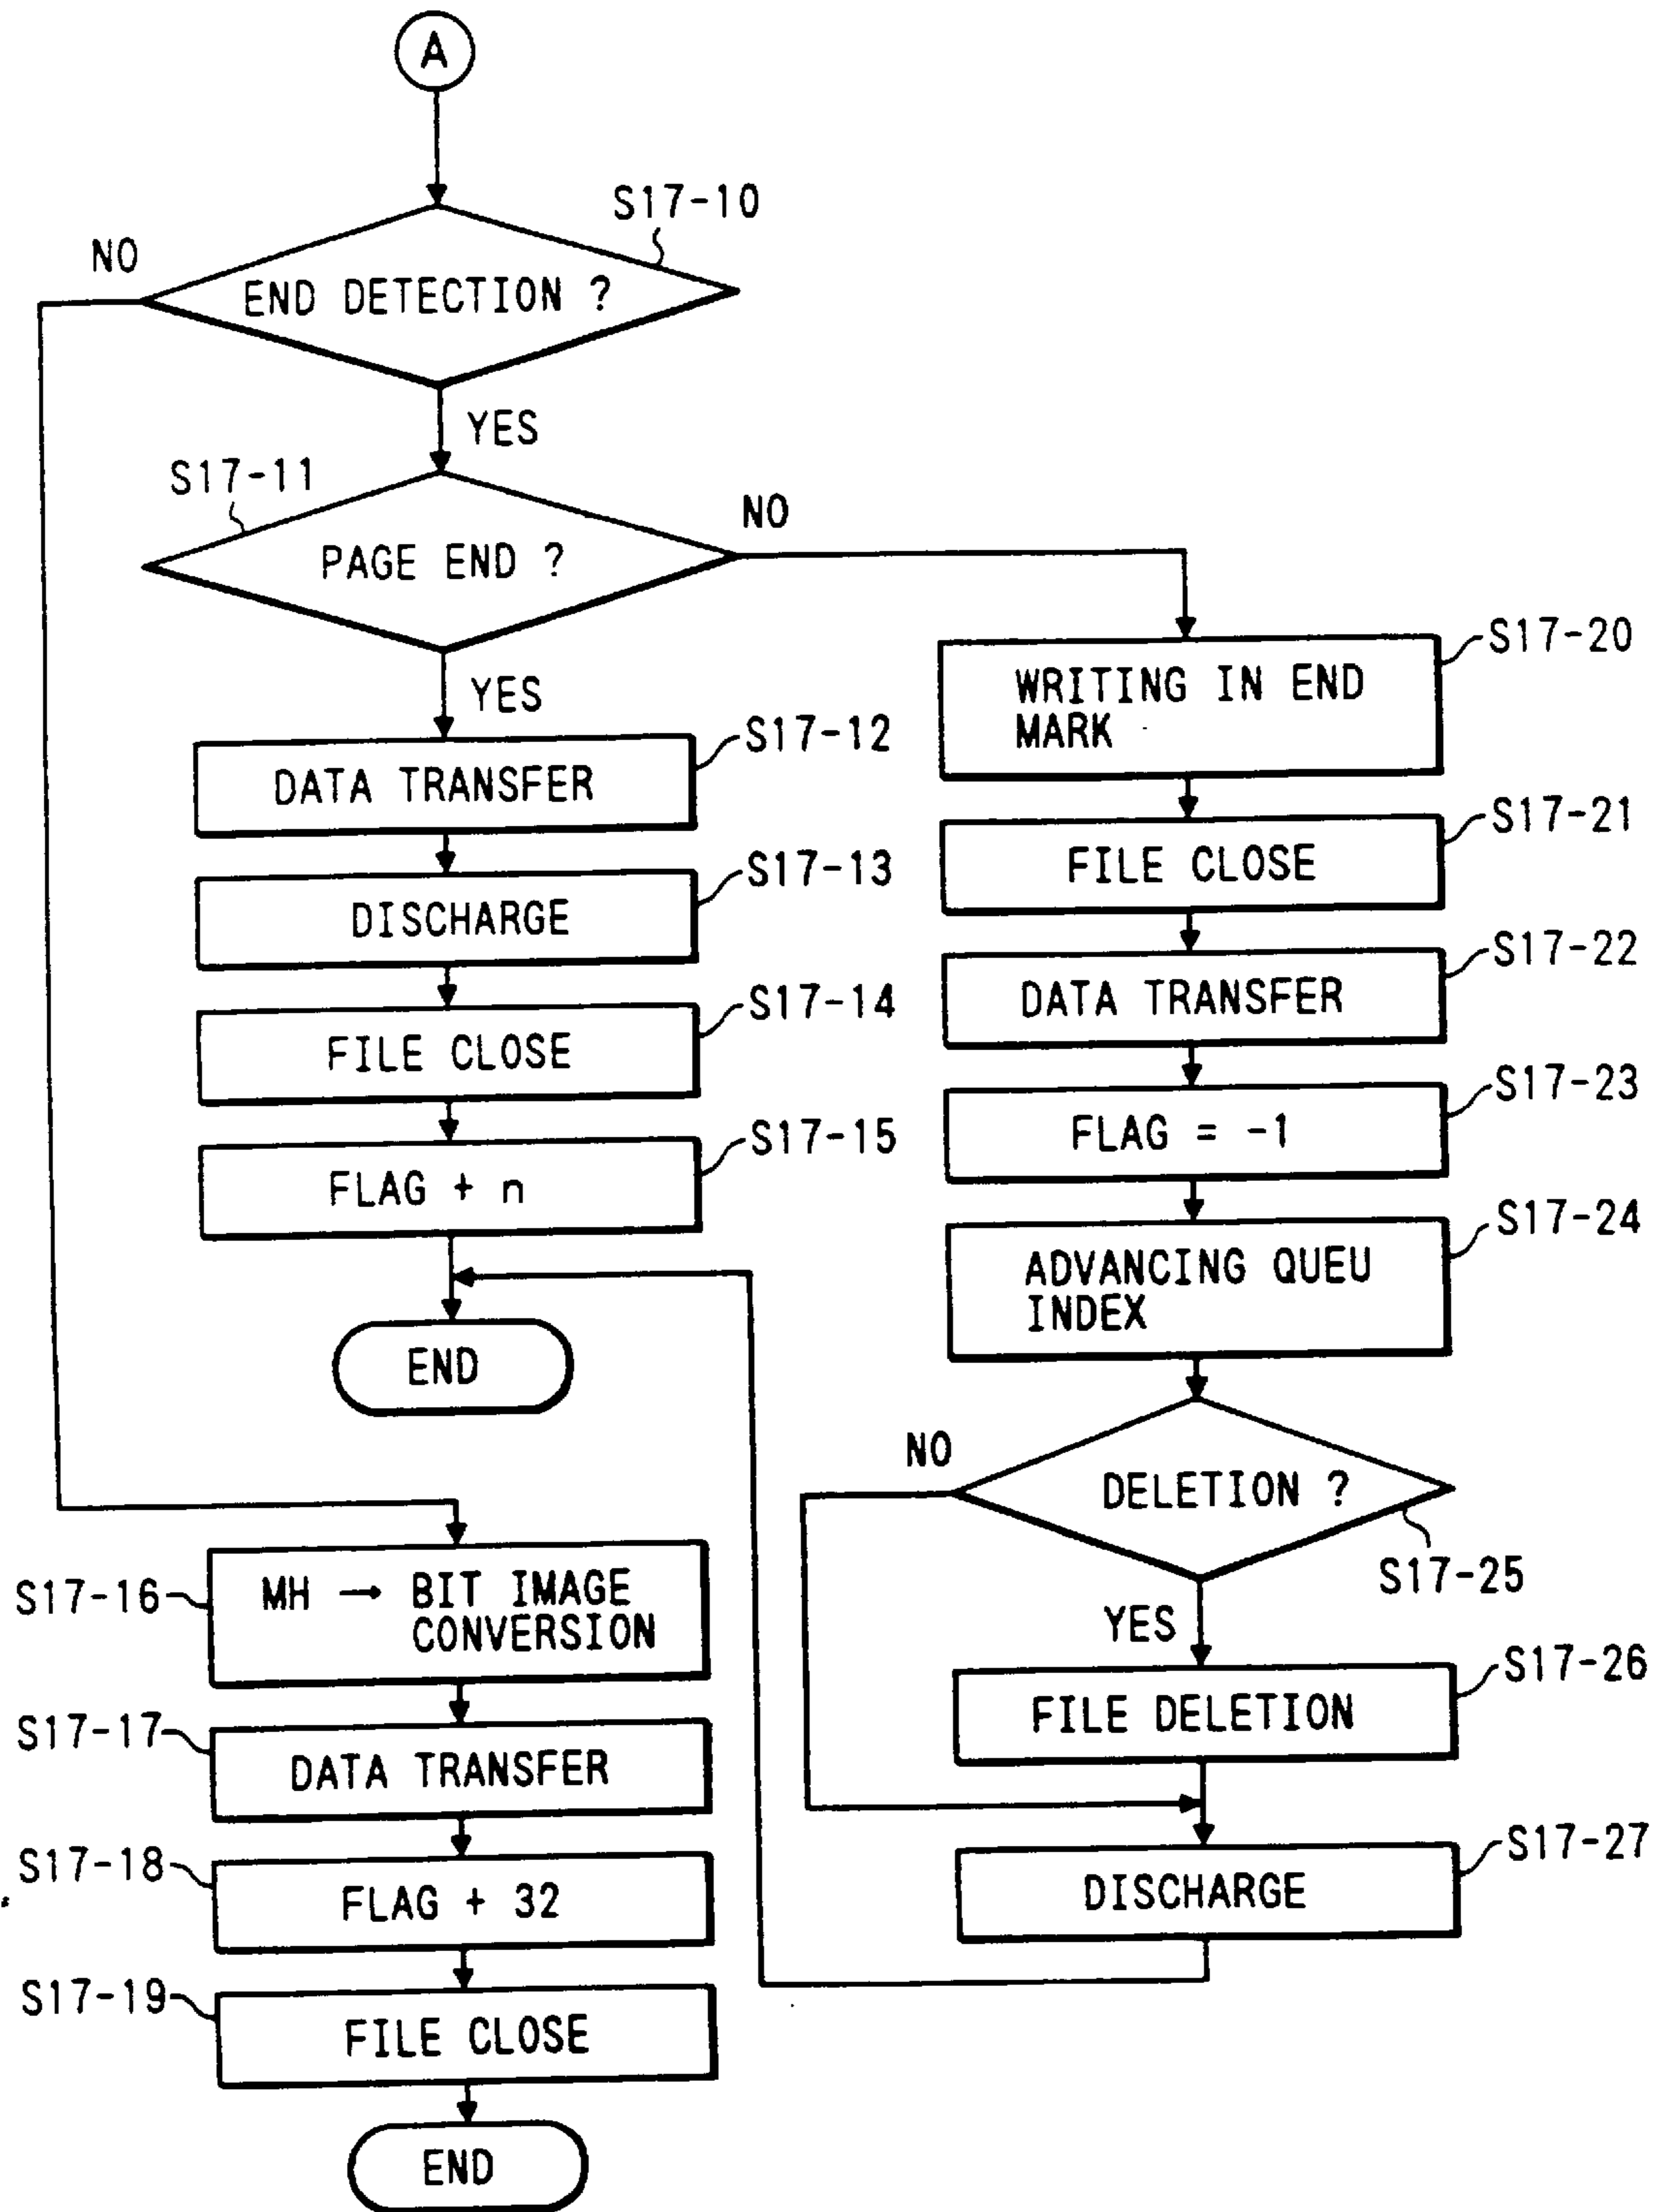 A
S17-10
NO
END DETECTION ?
YES
S17-11
NO
PAGE END ?
YES
S17-12
DATA TRANSFER
S17-13
DISCHARGE
S17-14
FILE CLOSE
S17-15
FLAG + n
END
S17-16
MH → BIT IMAGE
CONVERSION
S17-17
DATA TRANSFER
S17-18
FLAG + 32
S17-19
FILE CLOSE
END
S17-20
WRITING IN END
MARK
S17-21
FILE CLOSE
S17-22
DATA TRANSFER
S17-23
FLAG = -1
S17-24
ADVANCING QUEU
INDEX
NO
DELETION ?
S17-25
YES
S17-26
FILE DELETION
S17-27
DISCHARGE